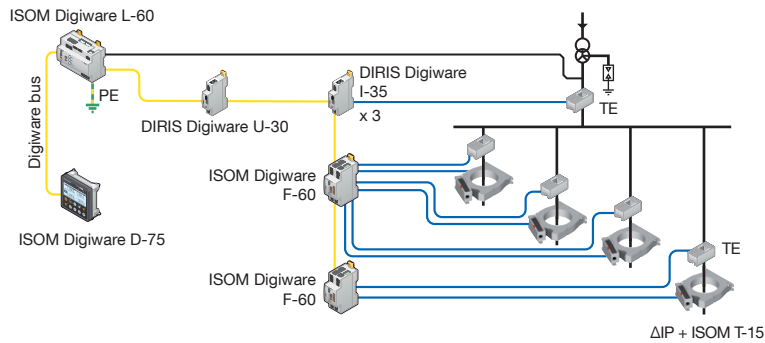 ISOM Digiware L-60
PE
Digiware bus
DIRIS Digiware U-30
DIRIS Digiware
I-35
x 3
TE
ISOM Digiware D-75
ISOM Digiware
F-60
ISOM Digiware
F-60
TE
ΔIP + ISOM T-15